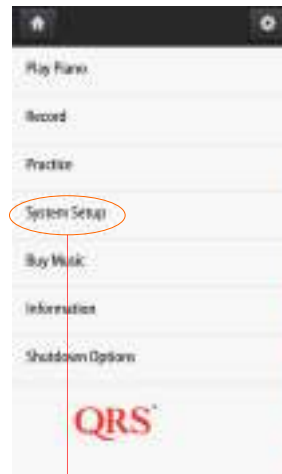 Play Piano
Record
Practice
System Setup
Buy Music
Information
Shutdown Options
QRS